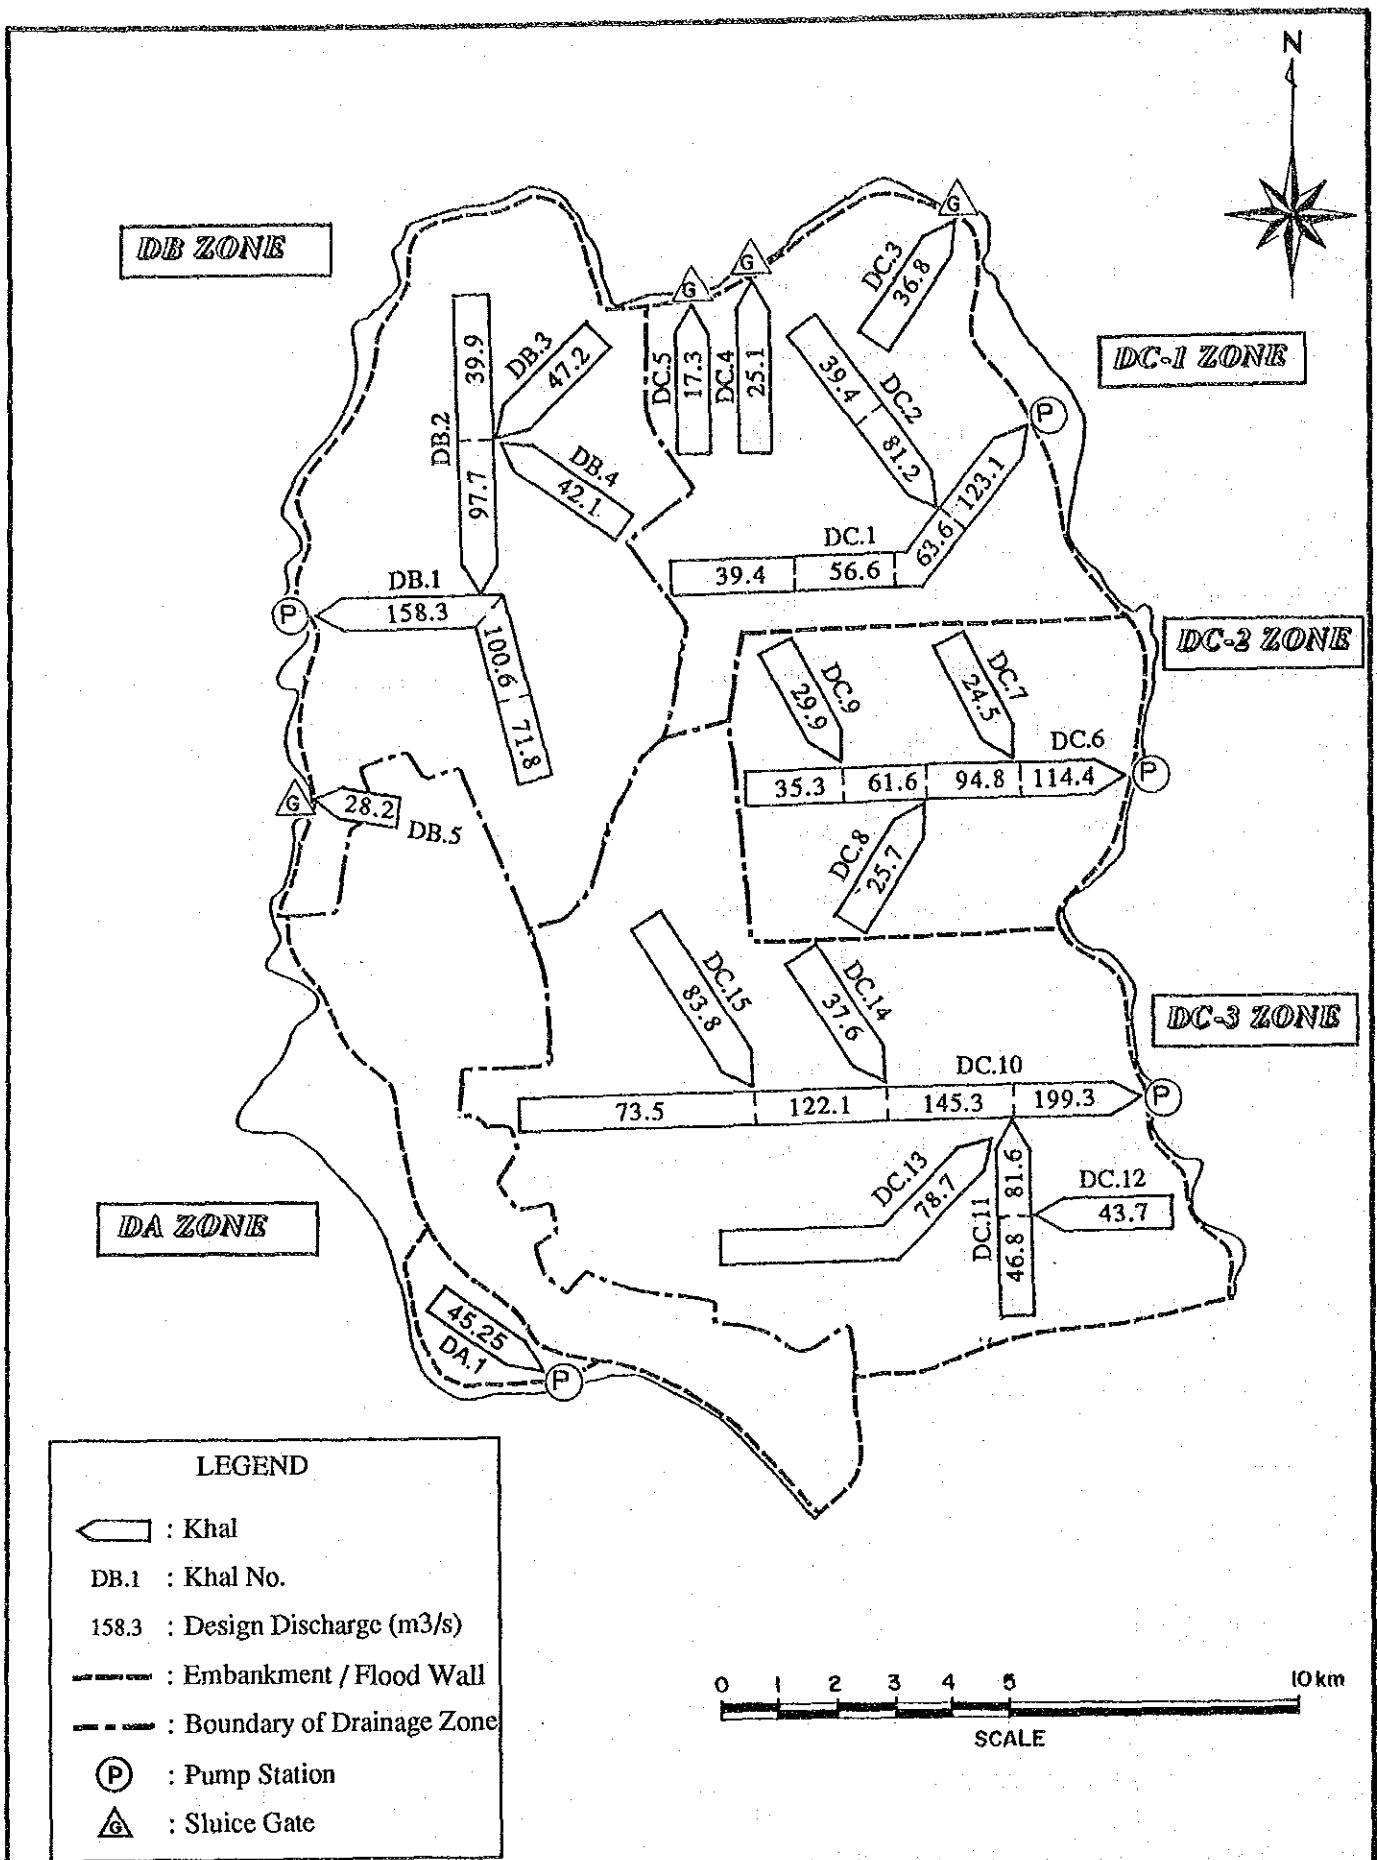 N
DB ZONE
G
G
G
DC.3
36.8
DC-1 ZONE
39.9
DB.3
47.2
DB.2
97.7
DB.4
42.1
DC.5
17.3
DC.4
25.1
39.4
DC.2
81.2
P
123.1
63.6
DC.1
39.4
56.6
DB.1
P
158.3
100.6
71.8
DC-2 ZONE
DC.9
29.9
DC.7
24.5
DC.6
35.3
61.6
94.8
114.4
P
G
28.2
DB.5
DC.8
25.7
DC.15
83.8
DC.14
37.6
DC-3 ZONE
DC.10
73.5
122.1
145.3
199.3
P
DC.13
78.7
DC.11
81.6
46.8
DC.12
43.7
DA ZONE
45.25
DA.1
P
LEGEND
: Khal
DB.1 : Khal No.
158.3 : Design Discharge (m3/s)
: Embankment / Flood Wall
: Boundary of Drainage Zone
P : Pump Station
G : Sluice Gate
0 1 2 3 4 5 10 km
SCALE